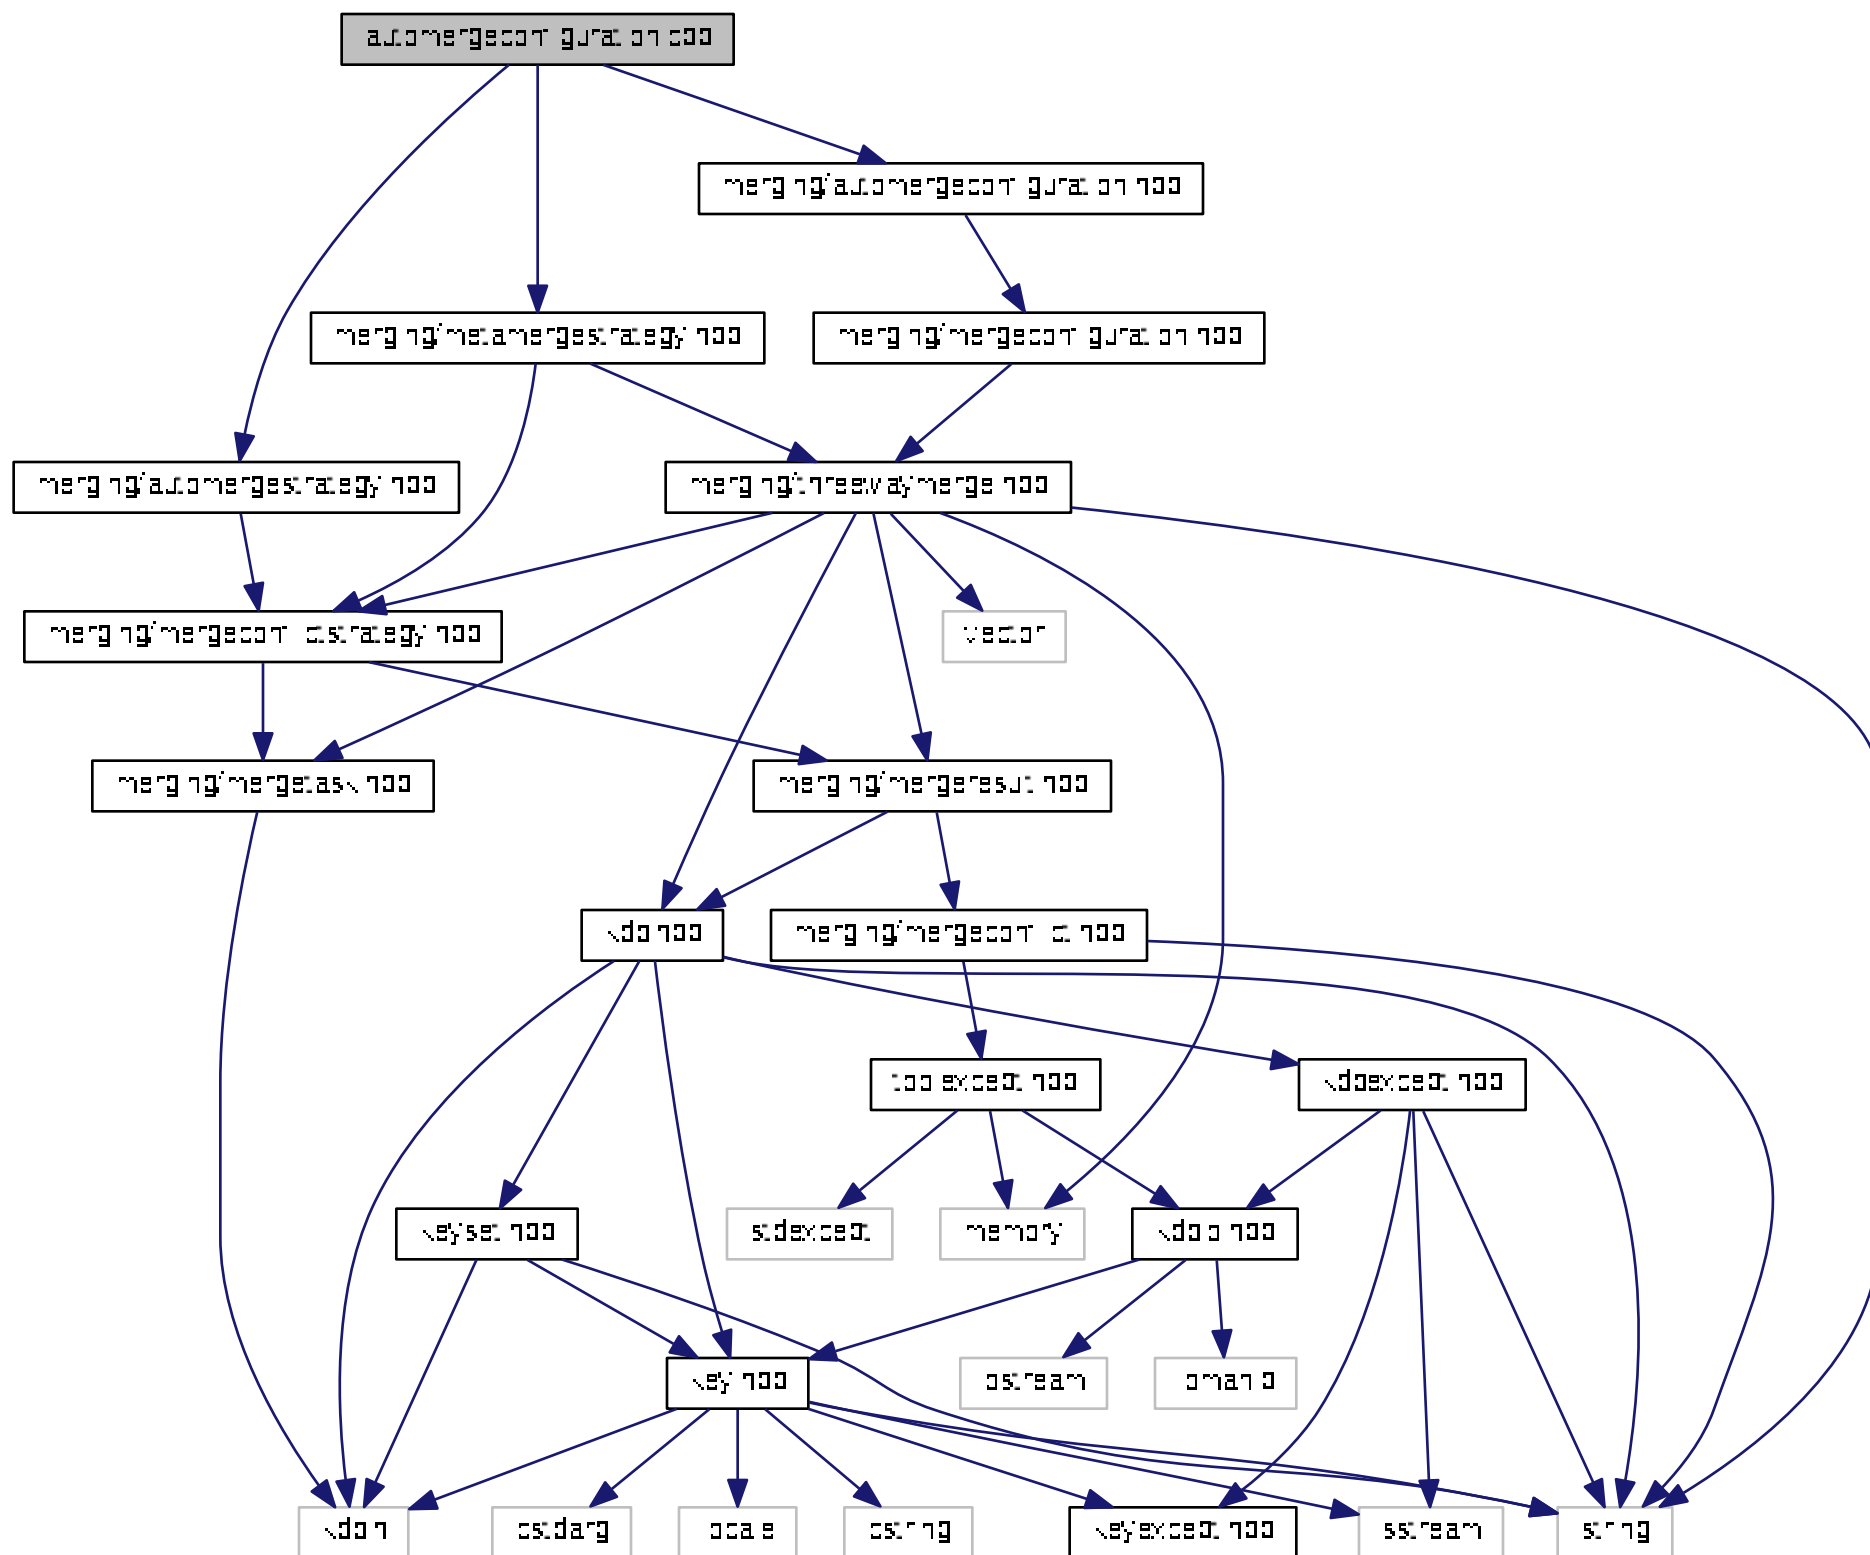 automergeconfiguration.cpp
merging/automergeconfiguration.hpp
merging/metamergestrategy.hpp
merging/mergeconfiguration.hpp
merging/automergestrategy.hpp
merging/threewaymerge.hpp
merging/mergeconflictstrategy.hpp
vector
merging/mergetask.hpp
merging/mergeresult.hpp
kdb.hpp
merging/mergeconflict.hpp
toolexcept.hpp
kdbexcept.hpp
keyset.hpp
stdexcept
memory
kdbio.hpp
key.hpp
ostream
iomanip
kdb.h
cstdarg
locale
cstring
keyexcept.hpp
sstream
string